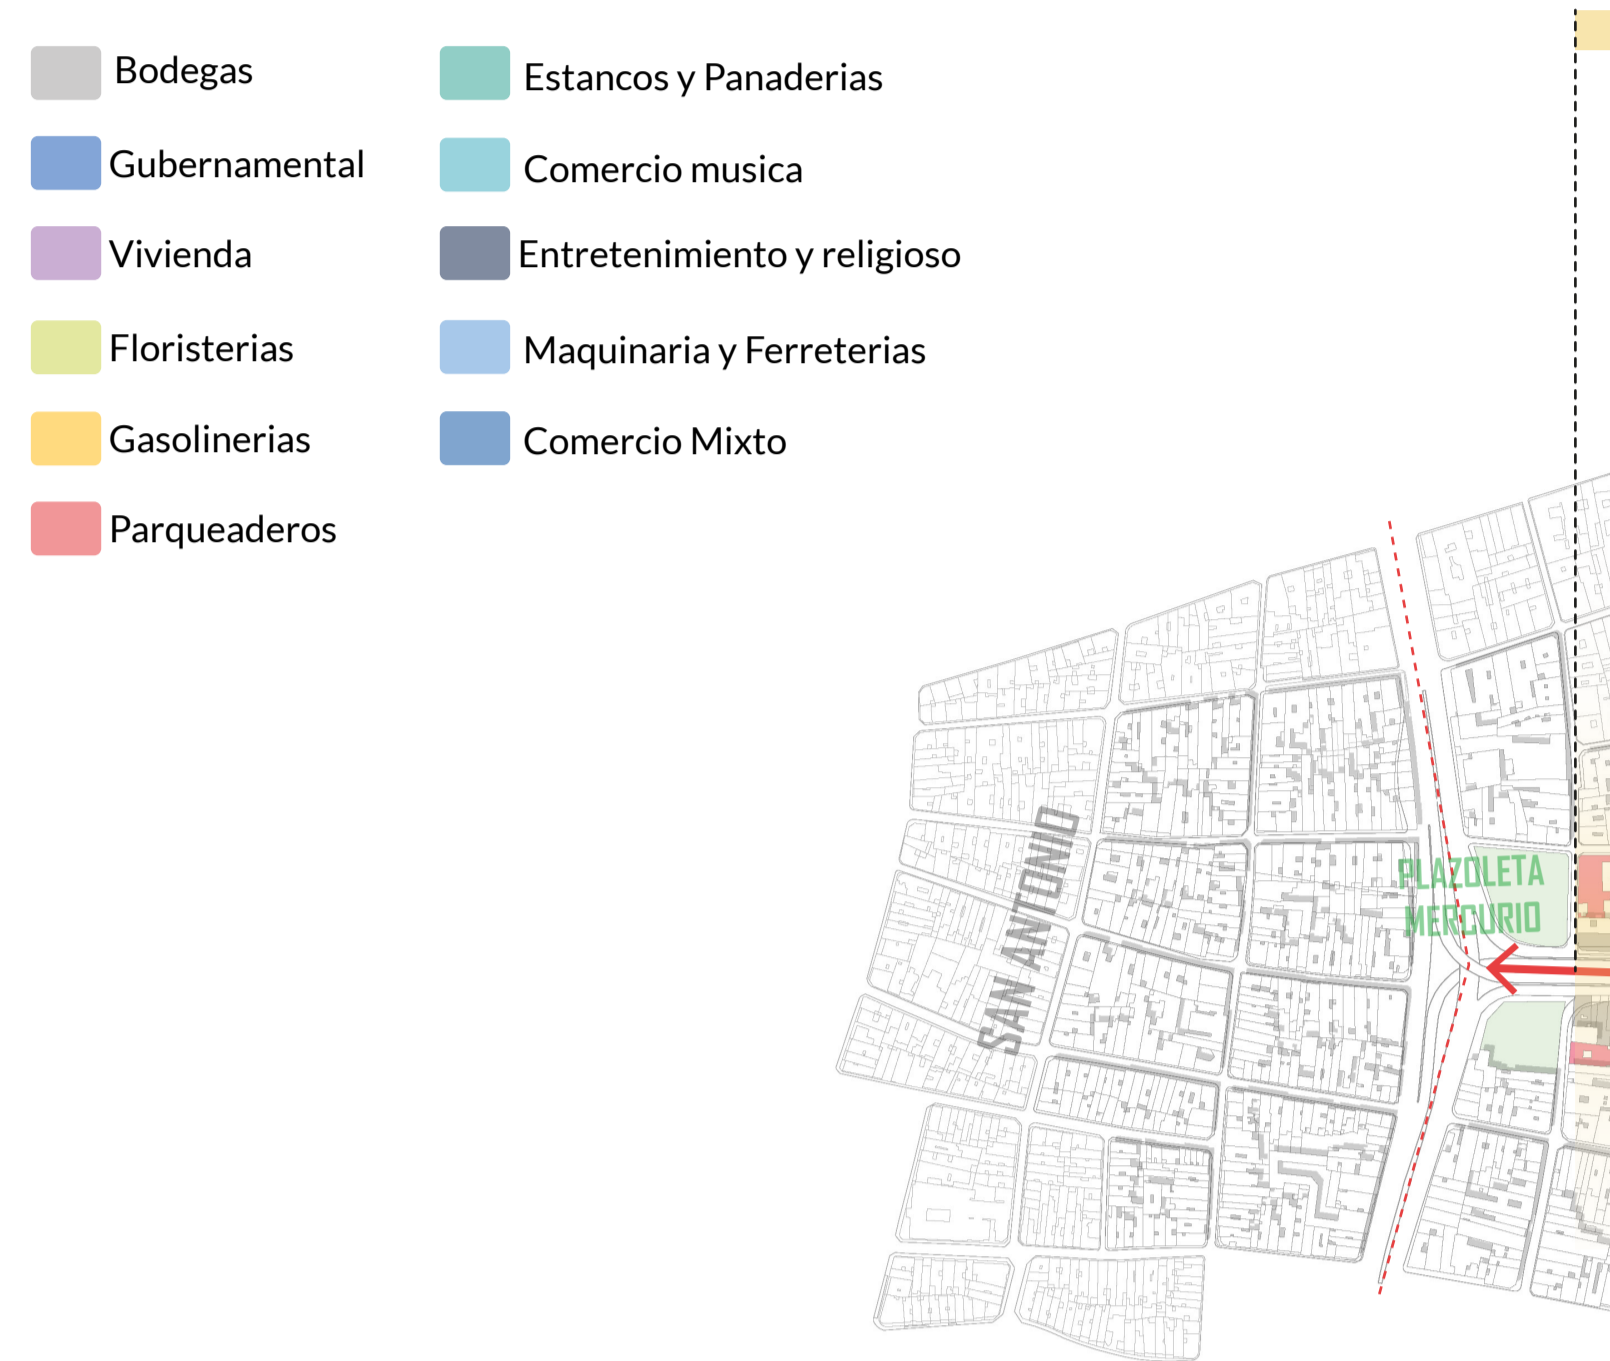 Bodegas
Gubernamental
Vivienda
Floristerias
Gasolinerias
Parqueaderos
Estancos y Panaderias
Comercio musica
Entretenimiento y religioso
Maquinaria y Ferreterias
Comercio Mixto
SAN ANTONIO
PLAZOLETA
MERCURIO